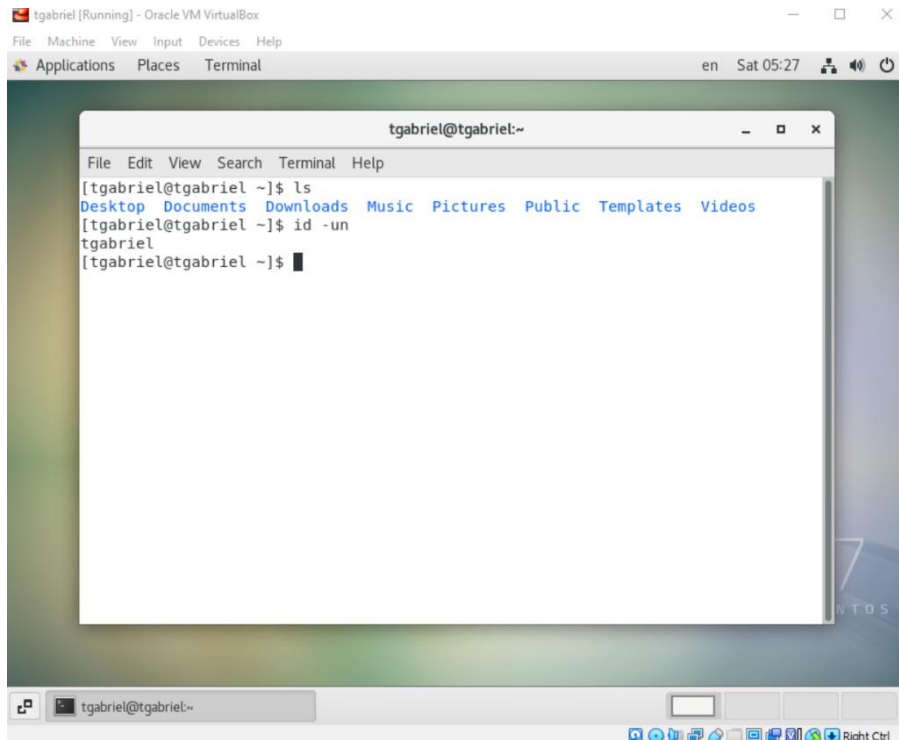 tgabriel [Running] - Oracle VM VirtualBox
File Machine View Input Devices Help
Applications Places Terminal en Sat 05:27
tgabriel@tgabriel:~
File Edit View Search Terminal Help
[tgabriel@tgabriel ~]$ ls
Desktop Documents Downloads Music Pictures Public Templates Videos
[tgabriel@tgabriel ~]$ id -un
tgabriel
[tgabriel@tgabriel ~]$
7
NTOS
tgabriel@tgabriel:~
Right Ctrl